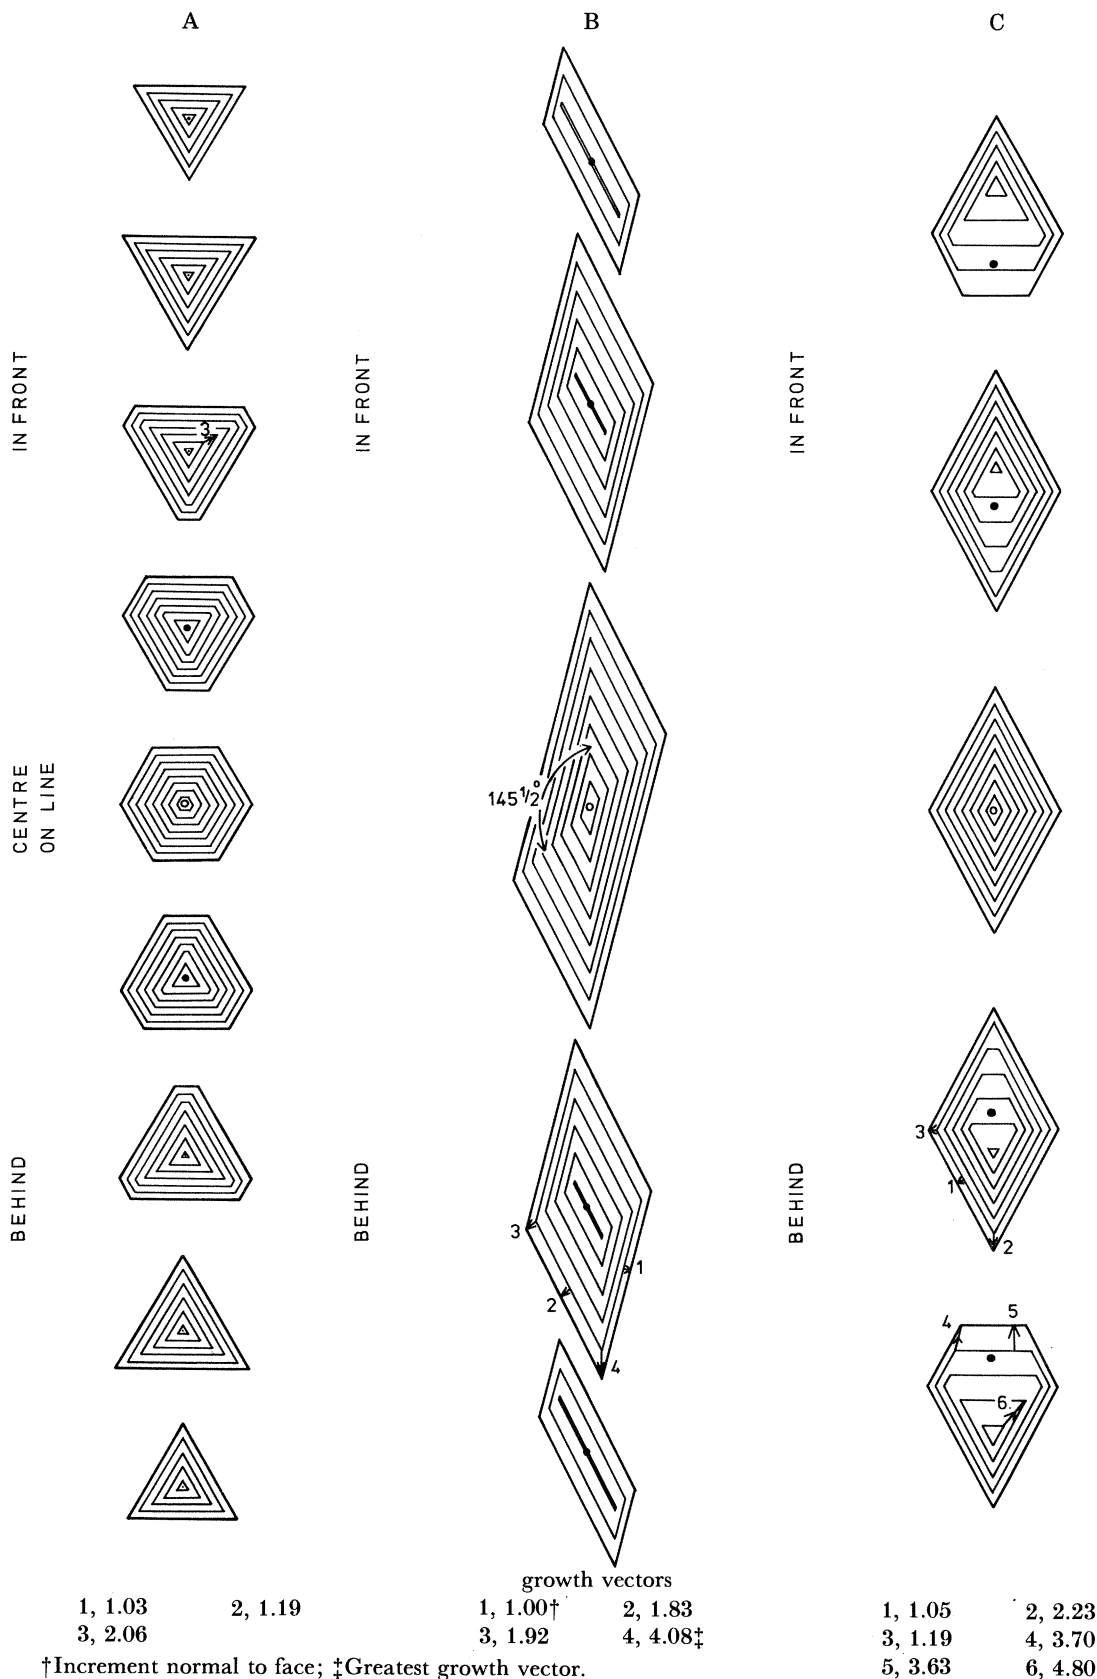 A B C
IN FRONT
IN FRONT
IN FRONT
3
CENTRE
ON LINE
145 1/2°
BEHIND
BEHIND
BEHIND
3
1
2
4
3
1
2
4
5
6.
growth vectors
1, 1.03 2, 1.19
3, 2.06
1, 1.00† 2, 1.83
3, 1.92 4, 4.08‡
1, 1.05 2, 2.23
3, 1.19 4, 3.70
5, 3.63 6, 4.80
†Increment normal to face; ‡Greatest growth vector.